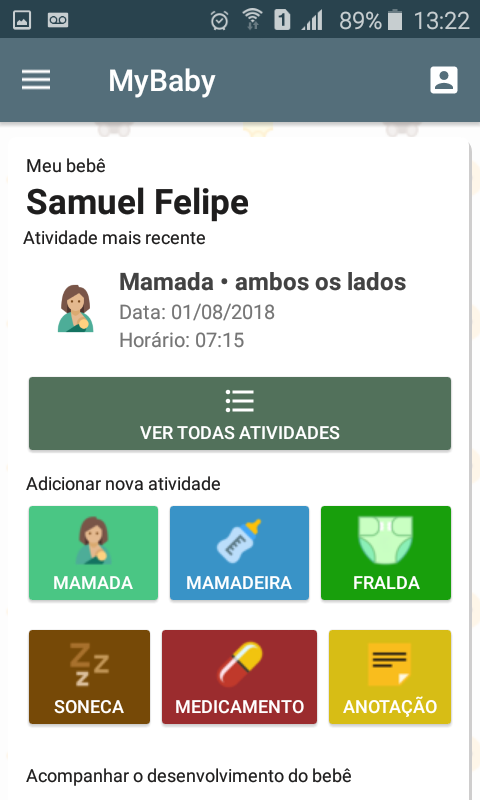 1
89%
13:22
MyBaby
Meu bebê
Samuel Felipe
Atividade mais recente
Mamada • ambos os lados
Data: 01/08/2018
Horário: 07:15
VER TODAS ATIVIDADES
Adicionar nova atividade
MAMADA
MAMADEIRA
FRALDA
Z Z Z
SONECA
MEDICAMENTO
ANOTAÇÃO
Acompanhar o desenvolvimento do bebê